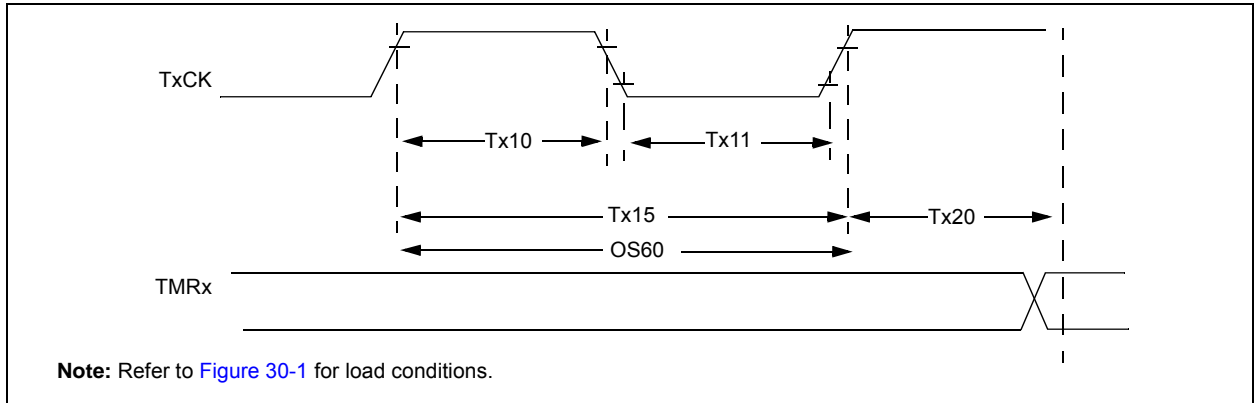 TxCK
Tx10
Tx11
Tx15
Tx20
OS60
TMRx
Note: Refer to Figure 30-1 for load conditions.